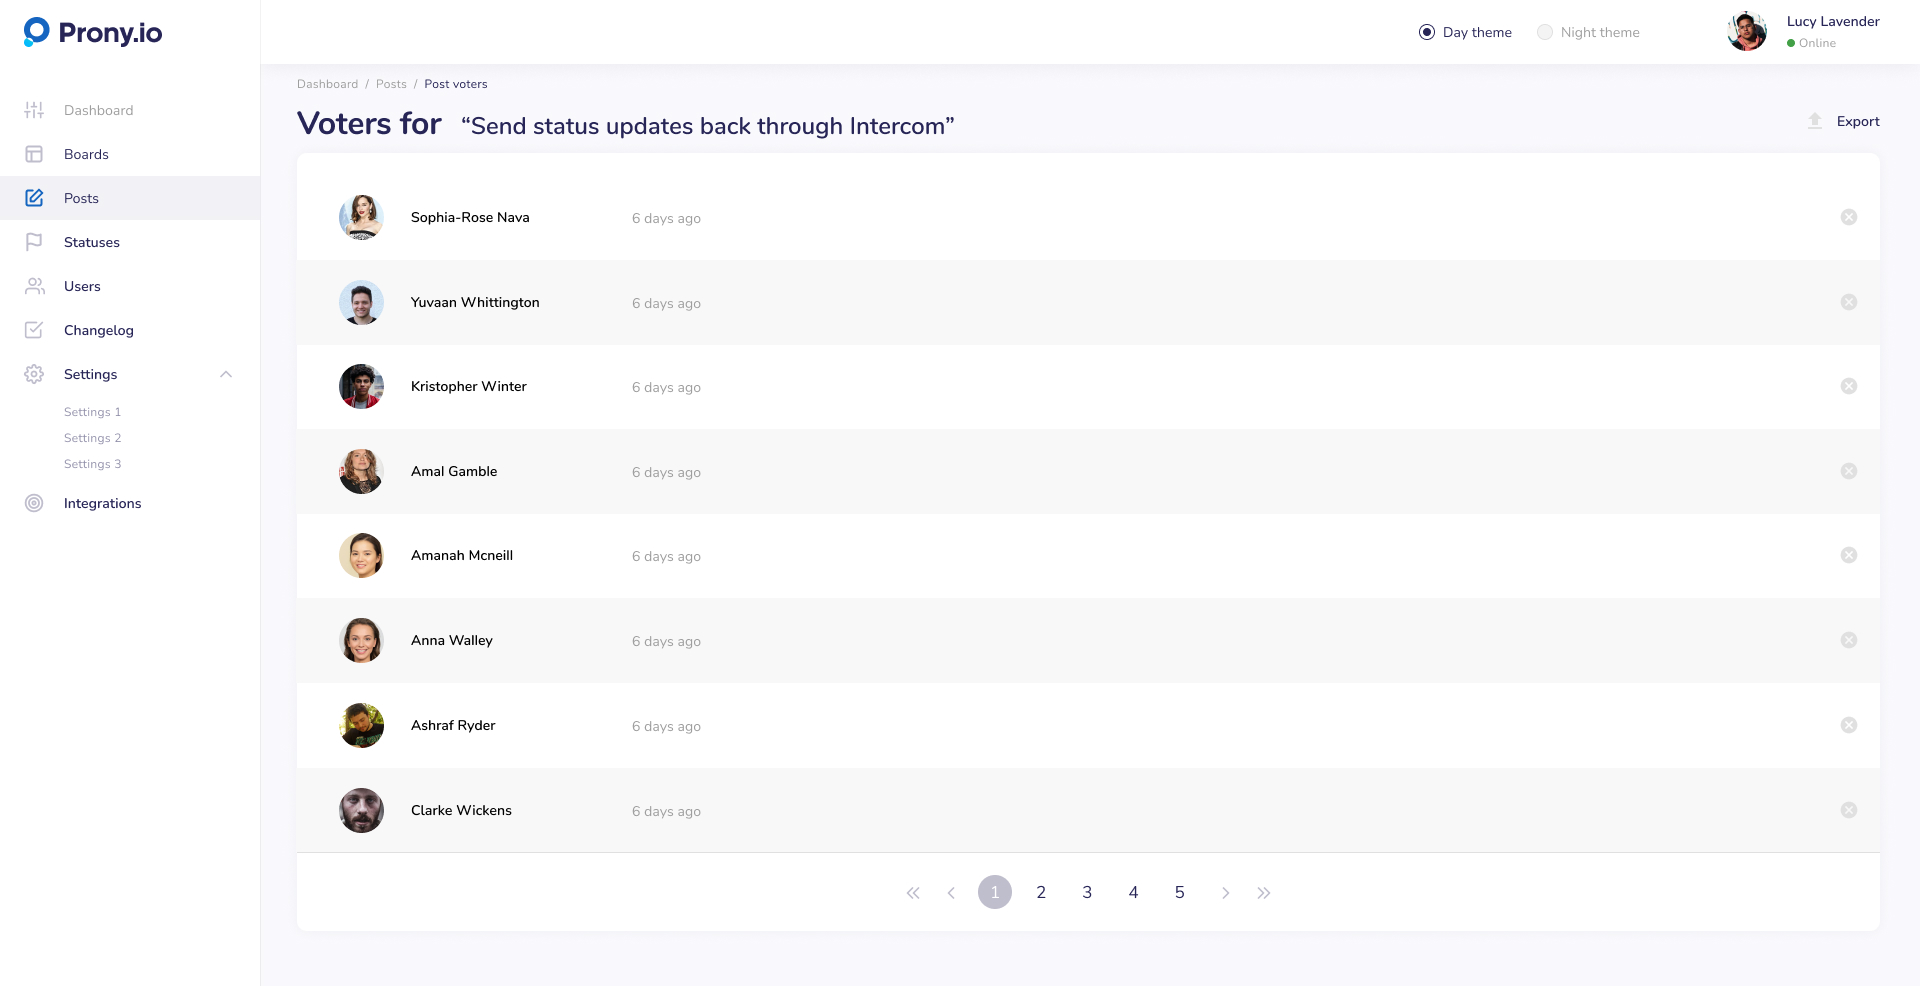 Prony.io
Day theme
Night theme
Lucy Lavender
Online
Dashboard
Boards
Posts
Statuses
Users
Changelog
Settings
Settings 1
Settings 2
Settings 3
Integrations
Dashboard / Posts / Post voters
Voters for “Send status updates back through Intercom”
Export
Sophia-Rose Nava 6 days ago
Yuvaan Whittington 6 days ago
Kristopher Winter 6 days ago
Amal Gamble 6 days ago
Amanah Mcneill 6 days ago
Anna Walley 6 days ago
Ashraf Ryder 6 days ago
Clarke Wickens 6 days ago
1 2 3 4 5